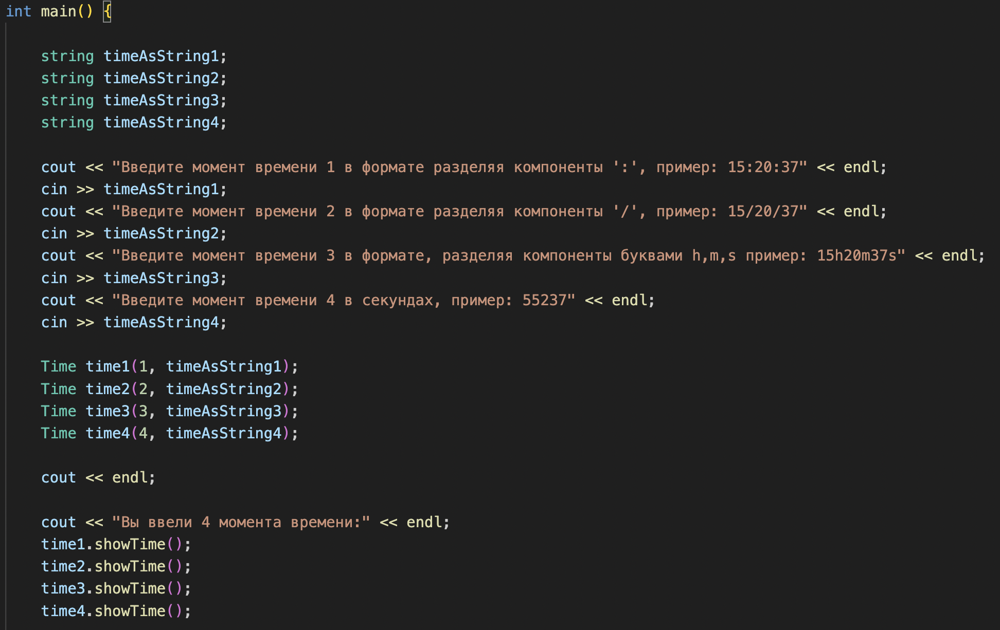 int main() {
string timeAsString1;
string timeAsString2;
string timeAsString3;
string timeAsString4;
cout << "Введите момент времени 1 в формате разделяя компоненты ':', пример: 15:20:37" << endl;
cin >> timeAsString1;
cout << "Введите момент времени 2 в формате разделяя компоненты '/', пример: 15/20/37" << endl;
cin >> timeAsString2;
cout << "Введите момент времени 3 в формате, разделяя компоненты буквами h,m,s пример: 15h20m37s" << endl;
cin >> timeAsString3;
cout << "Введите момент времени 4 в секундах, пример: 55237" << endl;
cin >> timeAsString4;
Time time1(1, timeAsString1);
Time time2(2, timeAsString2);
Time time3(3, timeAsString3);
Time time4(4, timeAsString4);
cout << endl;
cout << "Вы ввели 4 момента времени:" << endl;
time1.showTime();
time2.showTime();
time3.showTime();
time4.showTime();